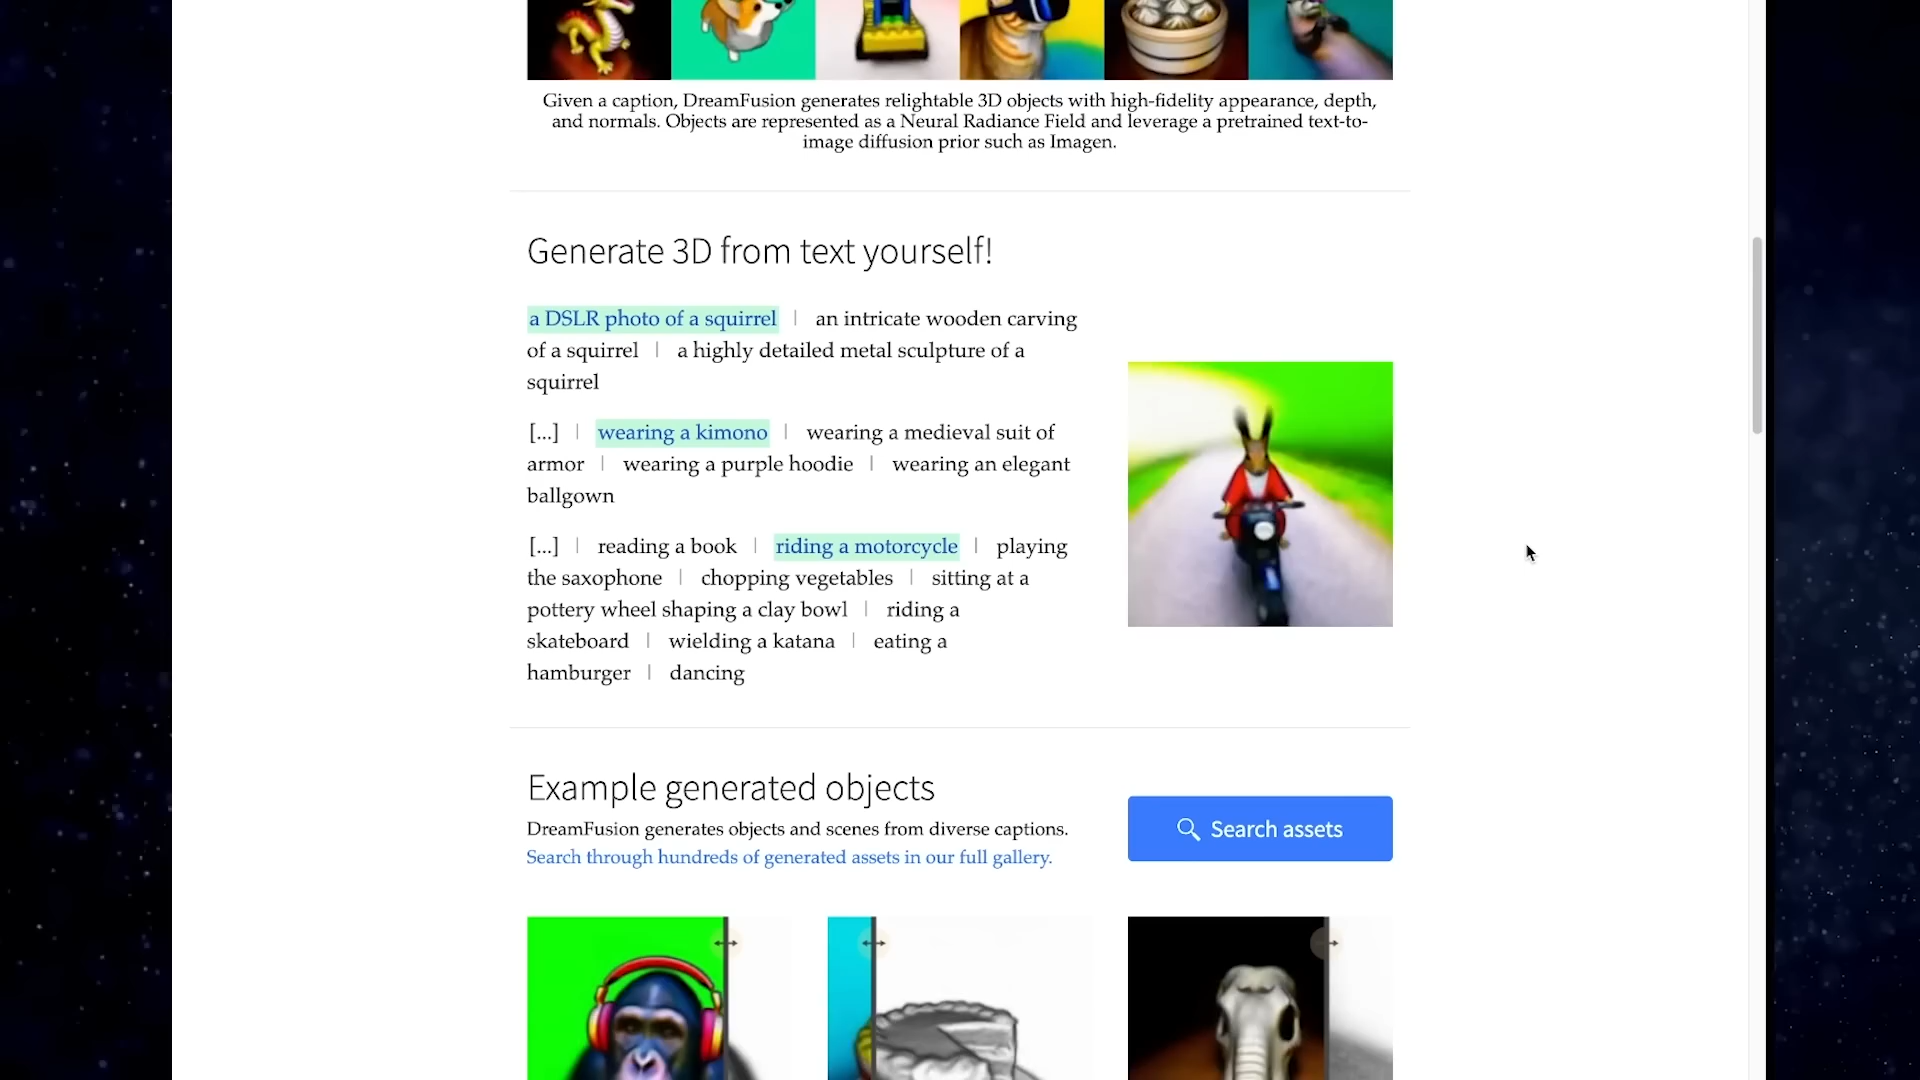 Given a caption, DreamFusion generates relightable 3D objects with high-fidelity appearance, depth,
and normals. Objects are represented as a Neural Radiance Field and leverage a pretrained text-to-
image diffusion prior such as Imagen.
Generate 3D from text yourself!
a DSLR photo of a squirrel | an intricate wooden carving
of a squirrel | a highly detailed metal sculpture of a
squirrel
[...] | wearing a kimono | wearing a medieval suit of
armor | wearing a purple hoodie | wearing an elegant
ballgown
[...] | reading a book | riding a motorcycle | playing
the saxophone | chopping vegetables | sitting at a
pottery wheel shaping a clay bowl | riding a
skateboard | wielding a katana | eating a
hamburger | dancing
Example generated objects
DreamFusion generates objects and scenes from diverse captions.
Search through hundreds of generated assets in our full gallery.
Search assets